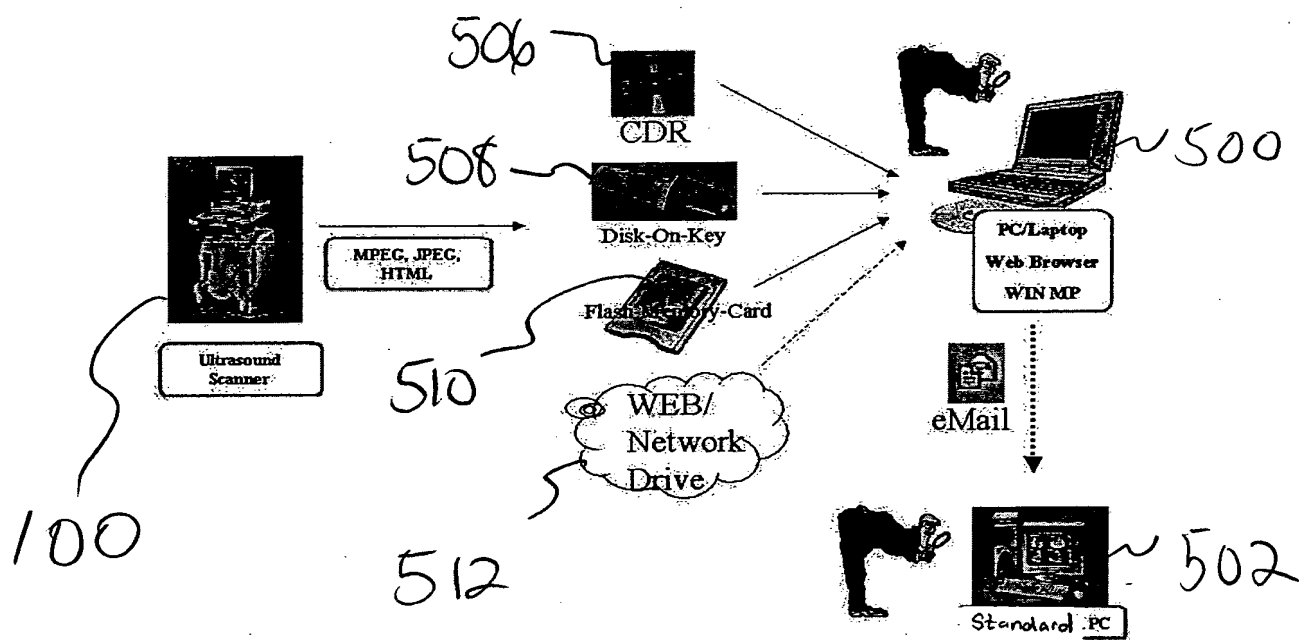 506
CDR
508
Disk-On-Key
MPEG, JPEG,
HTML
Flash-Memory-Card
510
Ultrasound
Scanner
100
WEB/
Network
Drive
512
500
PC/Laptop
Web Browser
WIN MP
eMail
502
Standard PC